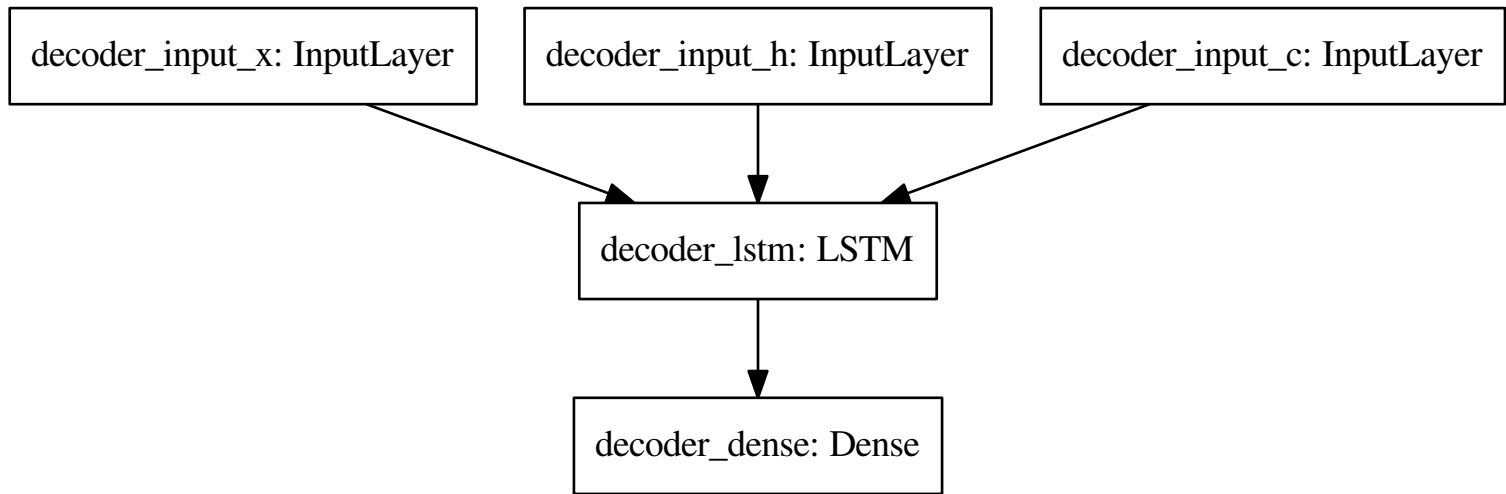 decoder_input_x: InputLayer
decoder_input_h: InputLayer
decoder_input_c: InputLayer
decoder_lstm: LSTM
decoder_dense: Dense